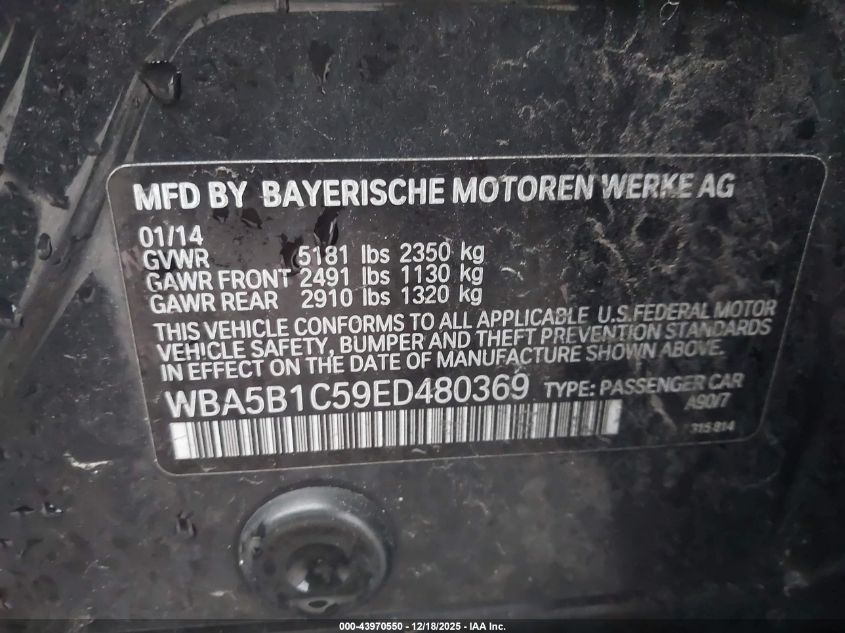 MFD BY BAYERISCHE MOTOREN WERKE AG
01/14
GVWR 5181 lbs 2350 kg
GAWR FRONT 2491 lbs 1130 kg
GAWR REAR 2910 lbs 1320 kg
THIS VEHICLE CONFORMS TO ALL APPLICABLE U.S.FEDERAL MOTOR
VEHICLE SAFETY, BUMPER AND THEFT PREVENTION STANDARDS
IN EFFECT ON THE DATE OF MANUFACTURE SHOWN ABOVE.
WBA5B1C59ED480369 TYPE: PASSENGER CAR
A90/7
1315814
000-43970550 | 12/18/2025 - IAA Inc.